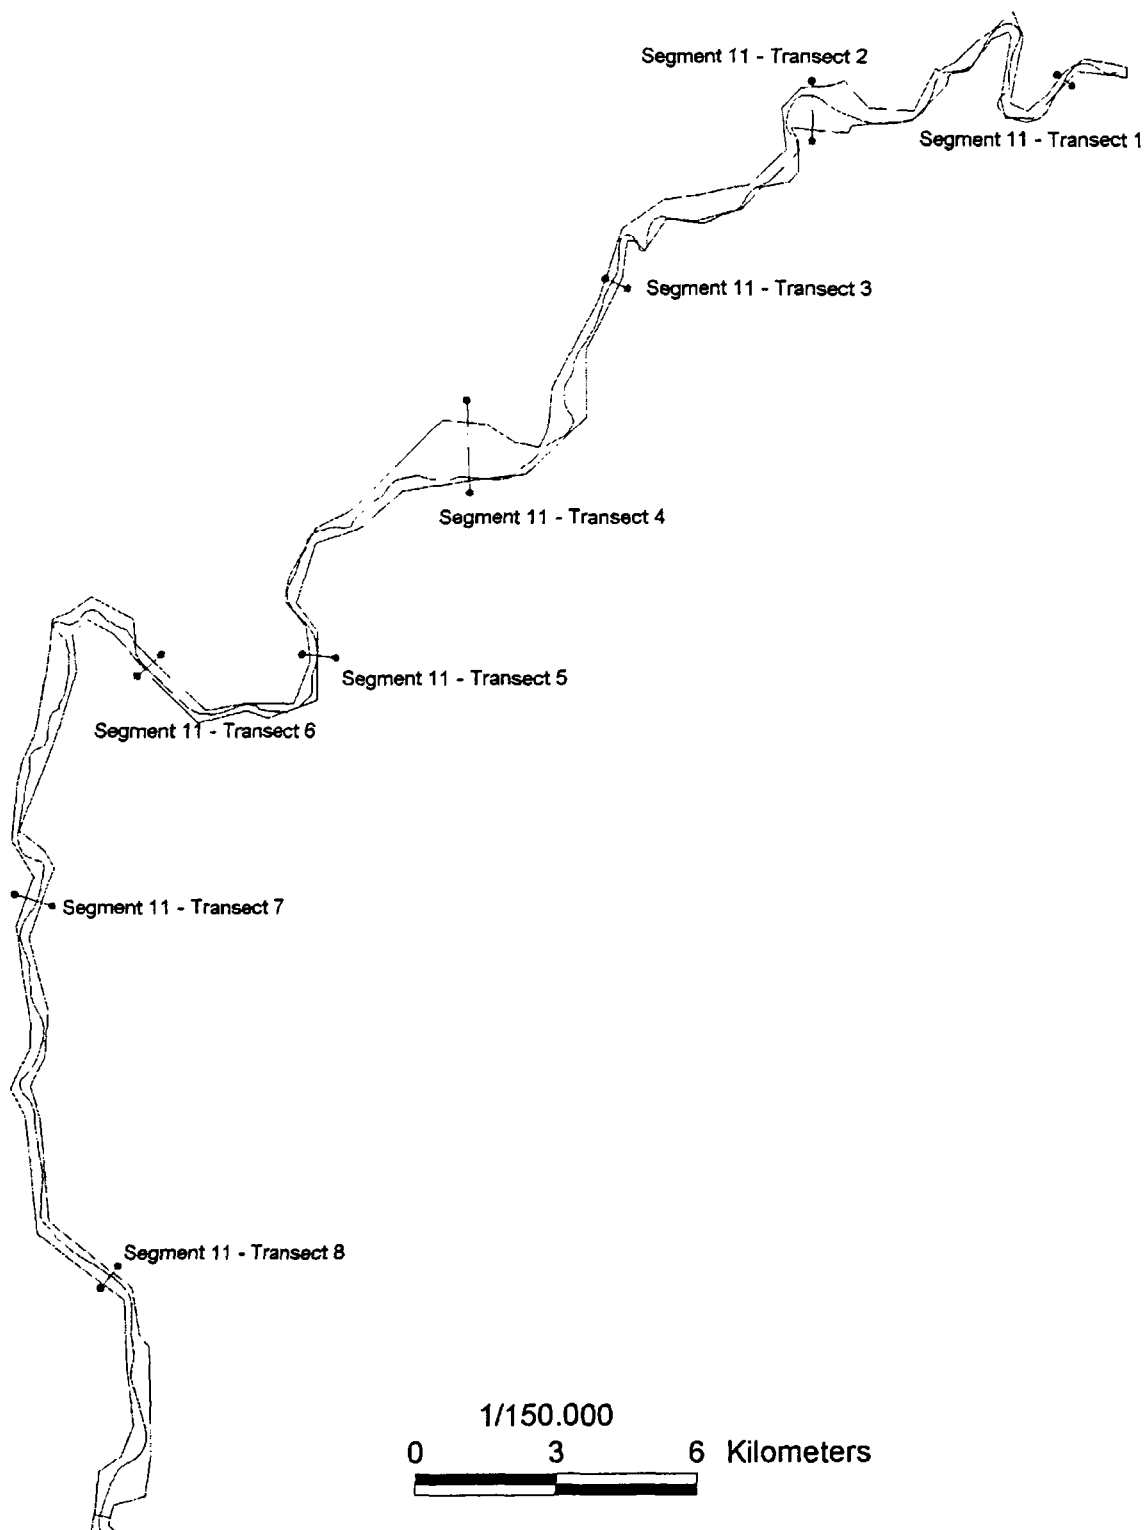 Segment 11 - Transect 2
Segment 11 - Transect 1
Segment 11 - Transect 3
Segment 11 - Transect 4
Segment 11 - Transect 5
Segment 11 - Transect 6
Segment 11 - Transect 7
Segment 11 - Transect 8
1/150.000
0 3 6 Kilometers